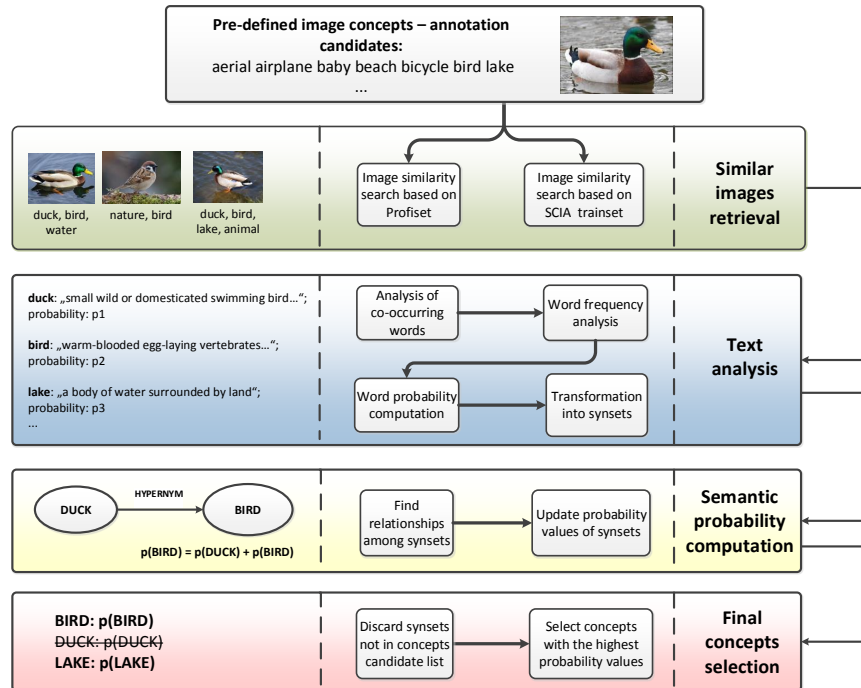 Pre-defined image concepts – annotation
candidates:
aerial airplane baby beach bicycle bird lake
...
duck, bird,
water
nature, bird
duck, bird,
lake, animal
Image similarity
search based on
Profiset
Image similarity
search based on
SCIA trainset
Similar
images
retrieval
duck: „small wild or domesticated swimming bird...“;
probability: p1
bird: „warm-blooded egg-laying vertebrates...“;
probability: p2
lake: „a body of water surrounded by land“;
probability: p3
...
Analysis of
co-occurring
words
Word frequency
analysis
Word probability
computation
Transformation
into synsets
Text
analysis
DUCK
HYPERNYM
BIRD
p(BIRD) = p(DUCK) + p(BIRD)
Find
relationships
among synsets
Update probability
values of synsets
Semantic
probability
computation
BIRD: p(BIRD)
DUCK: p(DUCK)
LAKE: p(LAKE)
Discard synsets
not in concepts
candidate list
Select concepts
with the highest
probability values
Final
concepts
selection